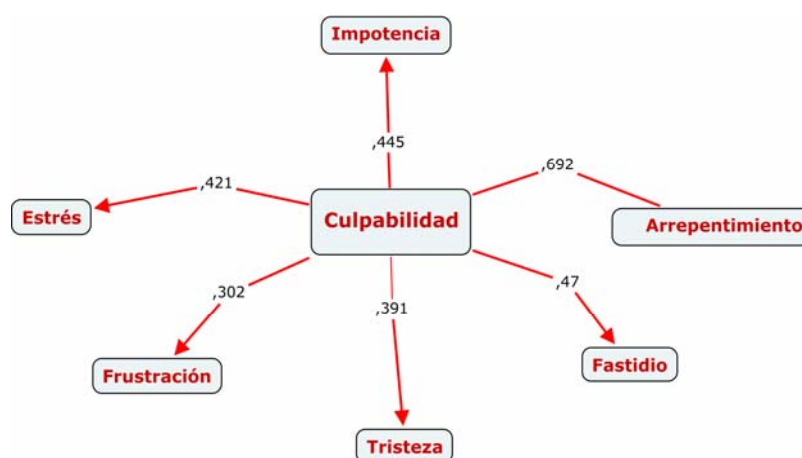 Impotencia
,445
,692
,421
Culpabilidad
Estrés
Arrepentimiento
,302
,391
,47
Frustración
Fastidio
Tristeza